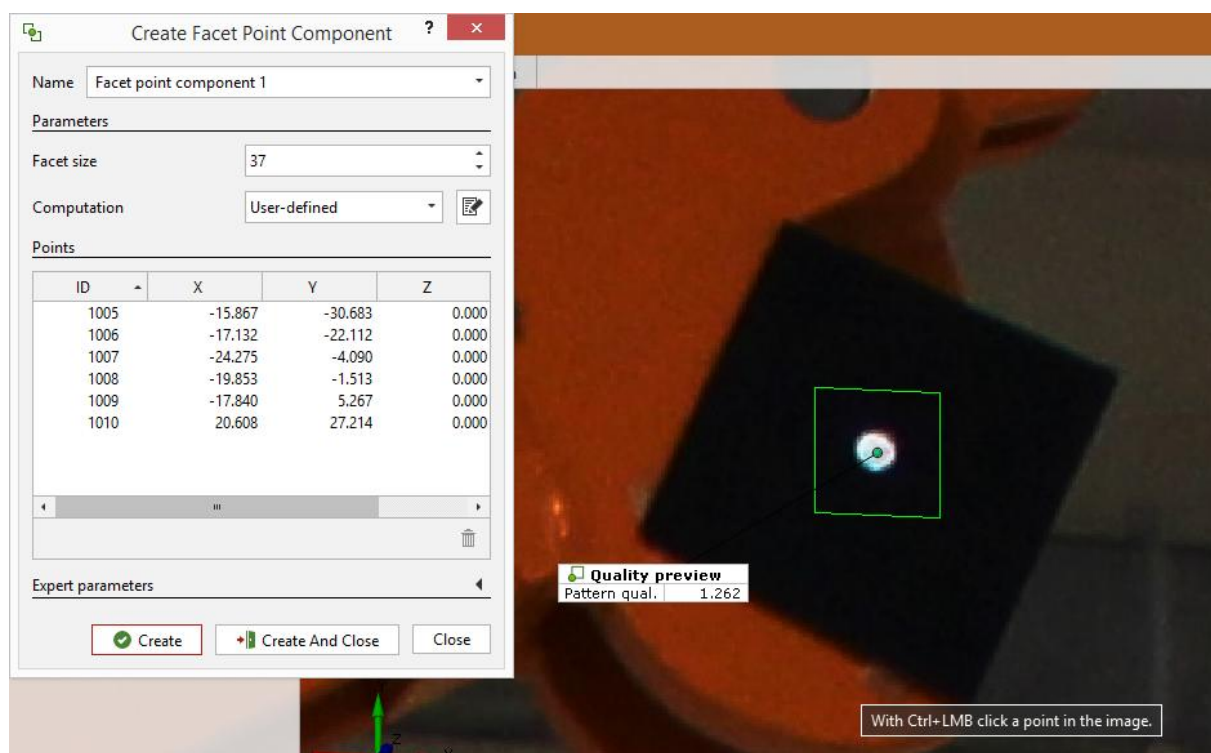 Create Facet Point Component ? ×
Name Facet point component 1
Parameters
Facet size 37
Computation User-defined
Points
ID X Y Z
1005 -15.867 -30.683 0.000
1006 -17.132 -22.112 0.000
1007 -24.275 -4.090 0.000
1008 -19.853 -1.513 0.000
1009 -17.840 5.267 0.000
1010 20.608 27.214 0.000
Expert parameters
Create Create And Close Close
Quality preview
Pattern qual. 1.262
With Ctrl+LMB click a point in the image.
Z